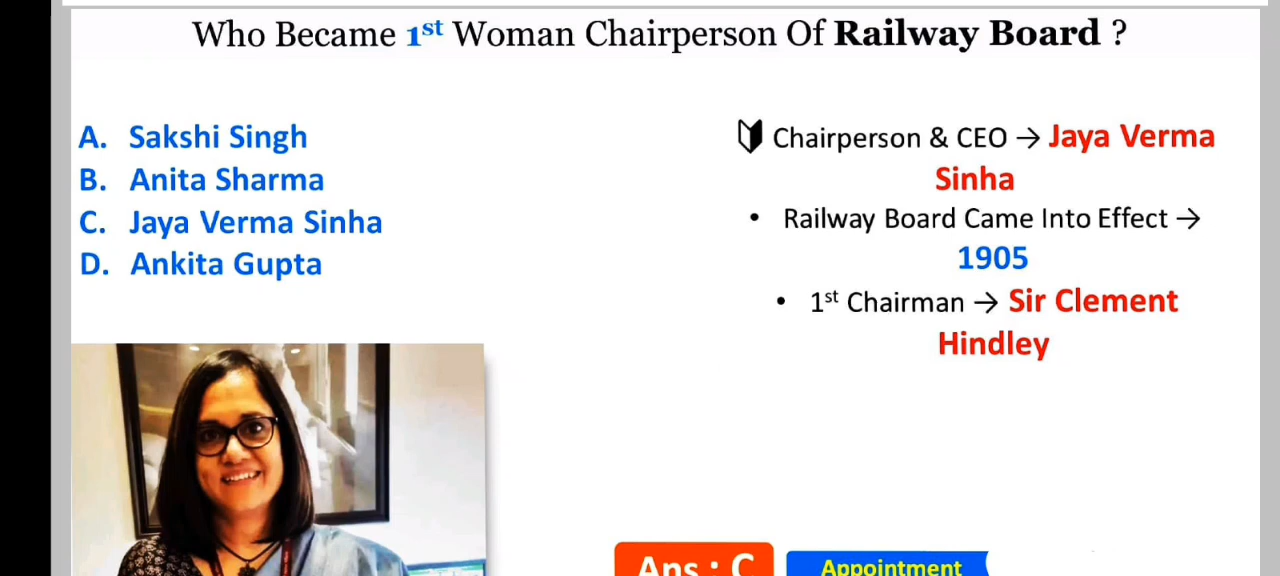 Who Became 1st Woman Chairperson Of Railway Board ?
A. Sakshi Singh
B. Anita Sharma
C. Jaya Verma Sinha
D. Ankita Gupta
Chairperson & CEO → Jaya Verma
Sinha
• Railway Board Came Into Effect →
1905
• 1st Chairman → Sir Clement
Hindley
Ans : C
Appointment